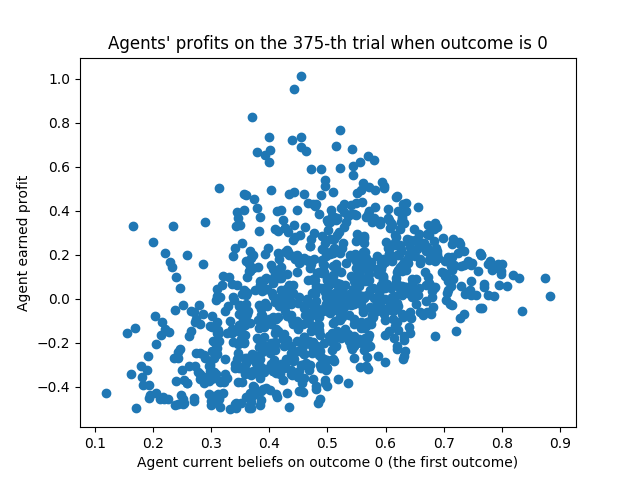 Agents' profits on the 375-th trial when outcome is 0
1.0
0.8
0.6
0.4
0.2
0.0
−0.2
−0.4
Agent earned profit
0.1 0.2 0.3 0.4 0.5 0.6 0.7 0.8 0.9
Agent current beliefs on outcome 0 (the first outcome)